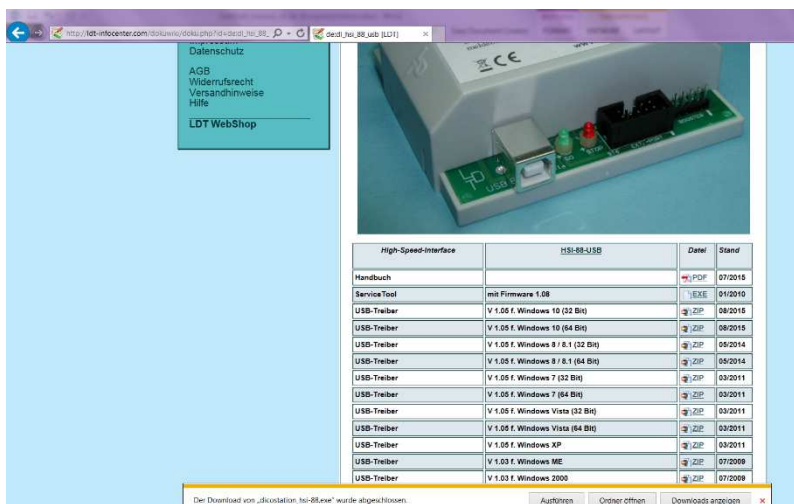 http://ldt-infocenter.com/dokuwiki/doku.php?id=de:dl_hsi_88_
de:dl_hsi_88_usb [LDT]
Datenschutz
AGB
Widerrufsrecht
Versandhinweise
Hilfe
LDT WebShop
CE
USB
GO
STOP
High-Speed-Interface HSI-88-USB Datei Stand
Handbuch PDF 07/2015
ServiceTool mit Firmware 1.08 EXE 01/2010
USB-Treiber V 1.05 f. Windows 10 (32 Bit) ZIP 08/2015
USB-Treiber V 1.05 f. Windows 10 (64 Bit) ZIP 08/2015
USB-Treiber V 1.05 f. Windows 8 / 8.1 (32 Bit) ZIP 05/2014
USB-Treiber V 1.05 f. Windows 8 / 8.1 (64 Bit) ZIP 05/2014
USB-Treiber V 1.05 f. Windows 7 (32 Bit) ZIP 03/2011
USB-Treiber V 1.05 f. Windows 7 (64 Bit) ZIP 03/2011
USB-Treiber V 1.05 f. Windows Vista (32 Bit) ZIP 03/2011
USB-Treiber V 1.05 f. Windows Vista (64 Bit) ZIP 03/2011
USB-Treiber V 1.05 f. Windows XP ZIP 03/2011
USB-Treiber V 1.03 f. Windows ME ZIP 07/2009
USB-Treiber V 1.03 f. Windows 2000 ZIP 07/2009
Der Download von „dicostation_hsi-88.exe“ wurde abgeschlossen. Ausführen Ordner öffnen Downloads anzeigen